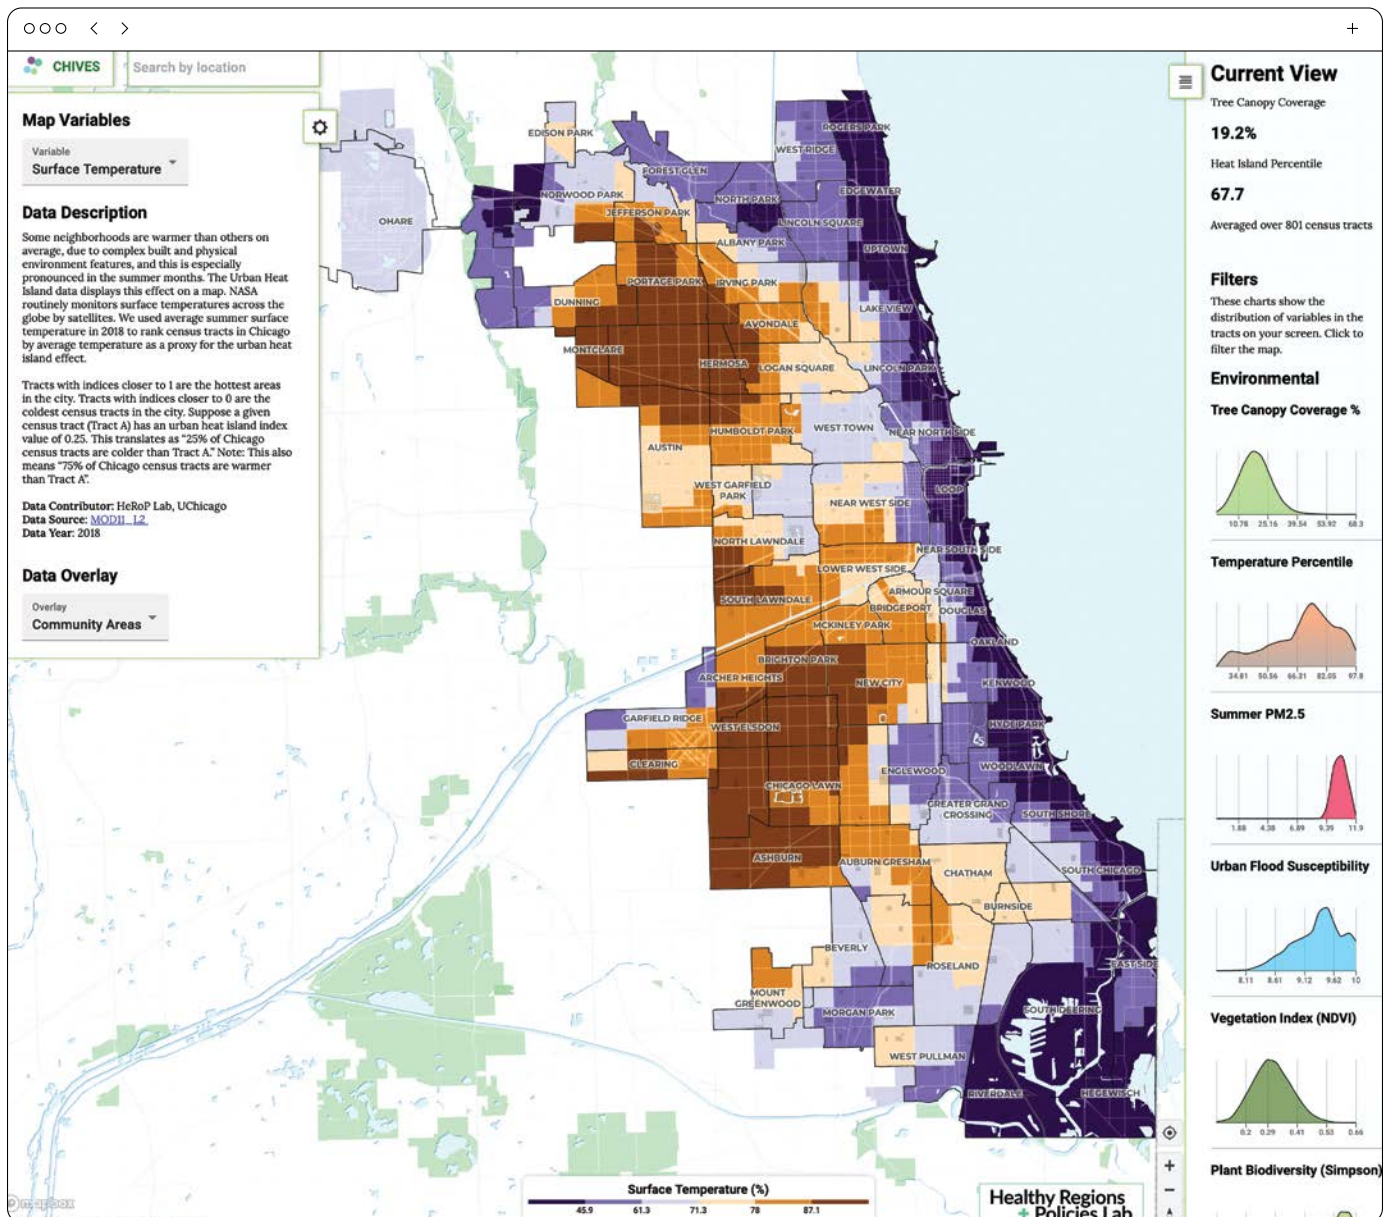 CHIVES
Search by location
Map Variables
Variable
Surface Temperature
Data Description
Some neighborhoods are warmer than others on
average, due to complex built and physical
environment features, and this is especially
pronounced in the summer months. The Urban Heat
Island data displays this effect on a map. NASA
routinely monitors surface temperatures across the
globe by satellites. We used average summer surface
temperature in 2018 to rank census tracts in Chicago
by average temperature as a proxy for the urban heat
island effect.
Tracts with indices closer to 1 are the hottest areas
in the city. Tracts with indices closer to 0 are the
coldest census tracts in the city. Suppose a given
census tract (Tract A) has an urban heat island index
value of 0.25. This translates as “25% of Chicago
census tracts are colder than Tract A.” Note: This also
means “75% of Chicago census tracts are warmer
than Tract A”.
Data Contributor: HeRoP Lab, UChicago
Data Source: MOD11_L2
Data Year: 2018
Data Overlay
Overlay
Community Areas
mapbox
ROGERS PARK
EDISON PARK
WEST RIDGE
FOREST GLEN
EDGEWATER
NORWOOD PARK
NORTH PARK
JEFFERSON PARK
LINCOLN SQUARE
OHARE
ALBANY PARK
UPTOWN
PORTAGE PARK
IRVING PARK
DUNNING
LAKE VIEW
AVONDALE
MONTCLARE
HERMOSA
LOGAN SQUARE
LINCOLN PARK
HUMBOLDT PARK
WEST TOWN
NEAR NORTH SIDE
AUSTIN
WEST GARFIELD
PARK
LOOP
NEAR WEST SIDE
NORTH LAWNDALE
NEAR SOUTH SIDE
LOWER WEST SIDE
ARMOUR SQUARE
SOUTH LAWNDALE
BRIDGEPORT
DOUGLAS
MCKINLEY PARK
OAKLAND
BRIGHTON PARK
ARCHER HEIGHTS
NEW CITY
KENWOOD
GARFIELD RIDGE
WEST ELSDON
HYDE PARK
CLEARING
ENGLEWOOD
WOODLAWN
CHICAGO LAWN
GREATER GRAND
CROSSING
SOUTH SHORE
ASHBURN
AUBURN GRESHAM
CHATHAM
SOUTH CHICAGO
BURNSIDE
BEVERLY
ROSELAND
EAST SIDE
MOUNT
GREENWOOD
MORGAN PARK
SOUTH DEERING
WEST PULLMAN
RIVERDALE
HEGEWISCH
Surface Temperature (%)
45.9 61.3 71.3 78 87.1
Healthy Regions
+ Policies Lab
Current View
Tree Canopy Coverage
19.2%
Heat Island Percentile
67.7
Averaged over 801 census tracts
Filters
These charts show the
distribution of variables in the
tracts on your screen. Click to
filter the map.
Environmental
Tree Canopy Coverage %
10.78 25.16 39.54 53.92 68.3
Temperature Percentile
34.81 50.56 66.31 82.05 97.8
Summer PM2.5
1.88 4.38 6.89 9.39 11.9
Urban Flood Susceptibility
8.11 8.61 9.12 9.62 10
Vegetation Index (NDVI)
0.2 0.29 0.41 0.53 0.66
Plant Biodiversity (Simpson)